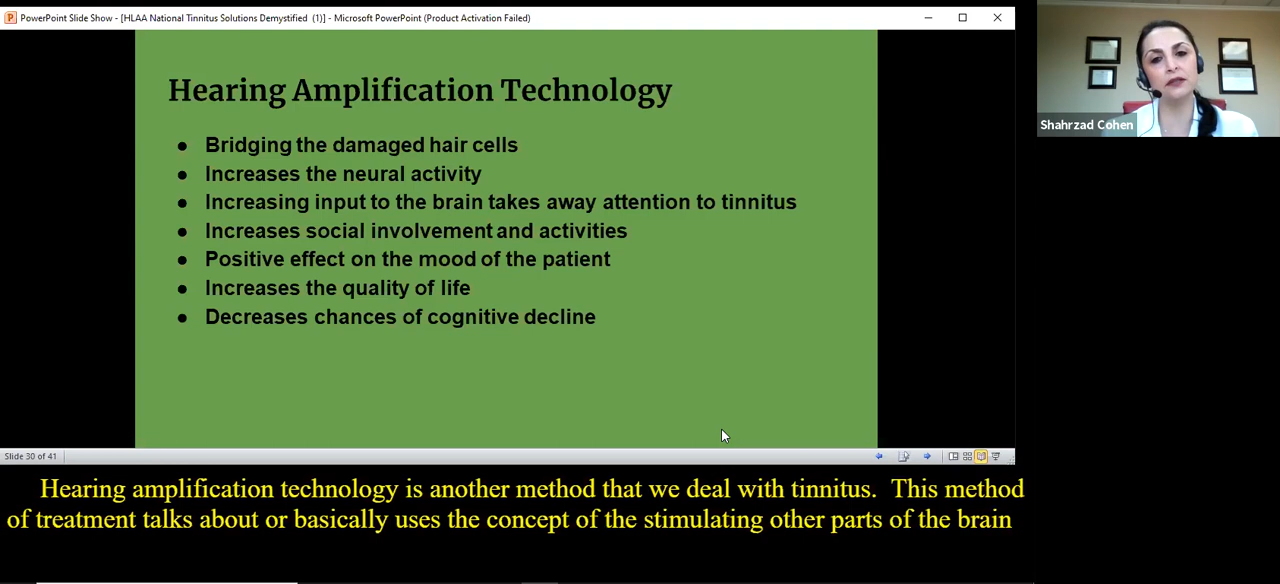 PowerPoint Slide Show - [HLAA National Tinnitus Solutions Demystified (1)] - Microsoft PowerPoint (Product Activation Failed)
Hearing Amplification Technology
● Bridging the damaged hair cells
● Increases the neural activity
● Increasing input to the brain takes away attention to tinnitus
● Increases social involvement and activities
● Positive effect on the mood of the patient
● Increases the quality of life
● Decreases chances of cognitive decline
Shahrzad Cohen
Slide 30 of 41
Hearing amplification technology is another method that we deal with tinnitus. This method
of treatment talks about or basically uses the concept of the stimulating other parts of the brain